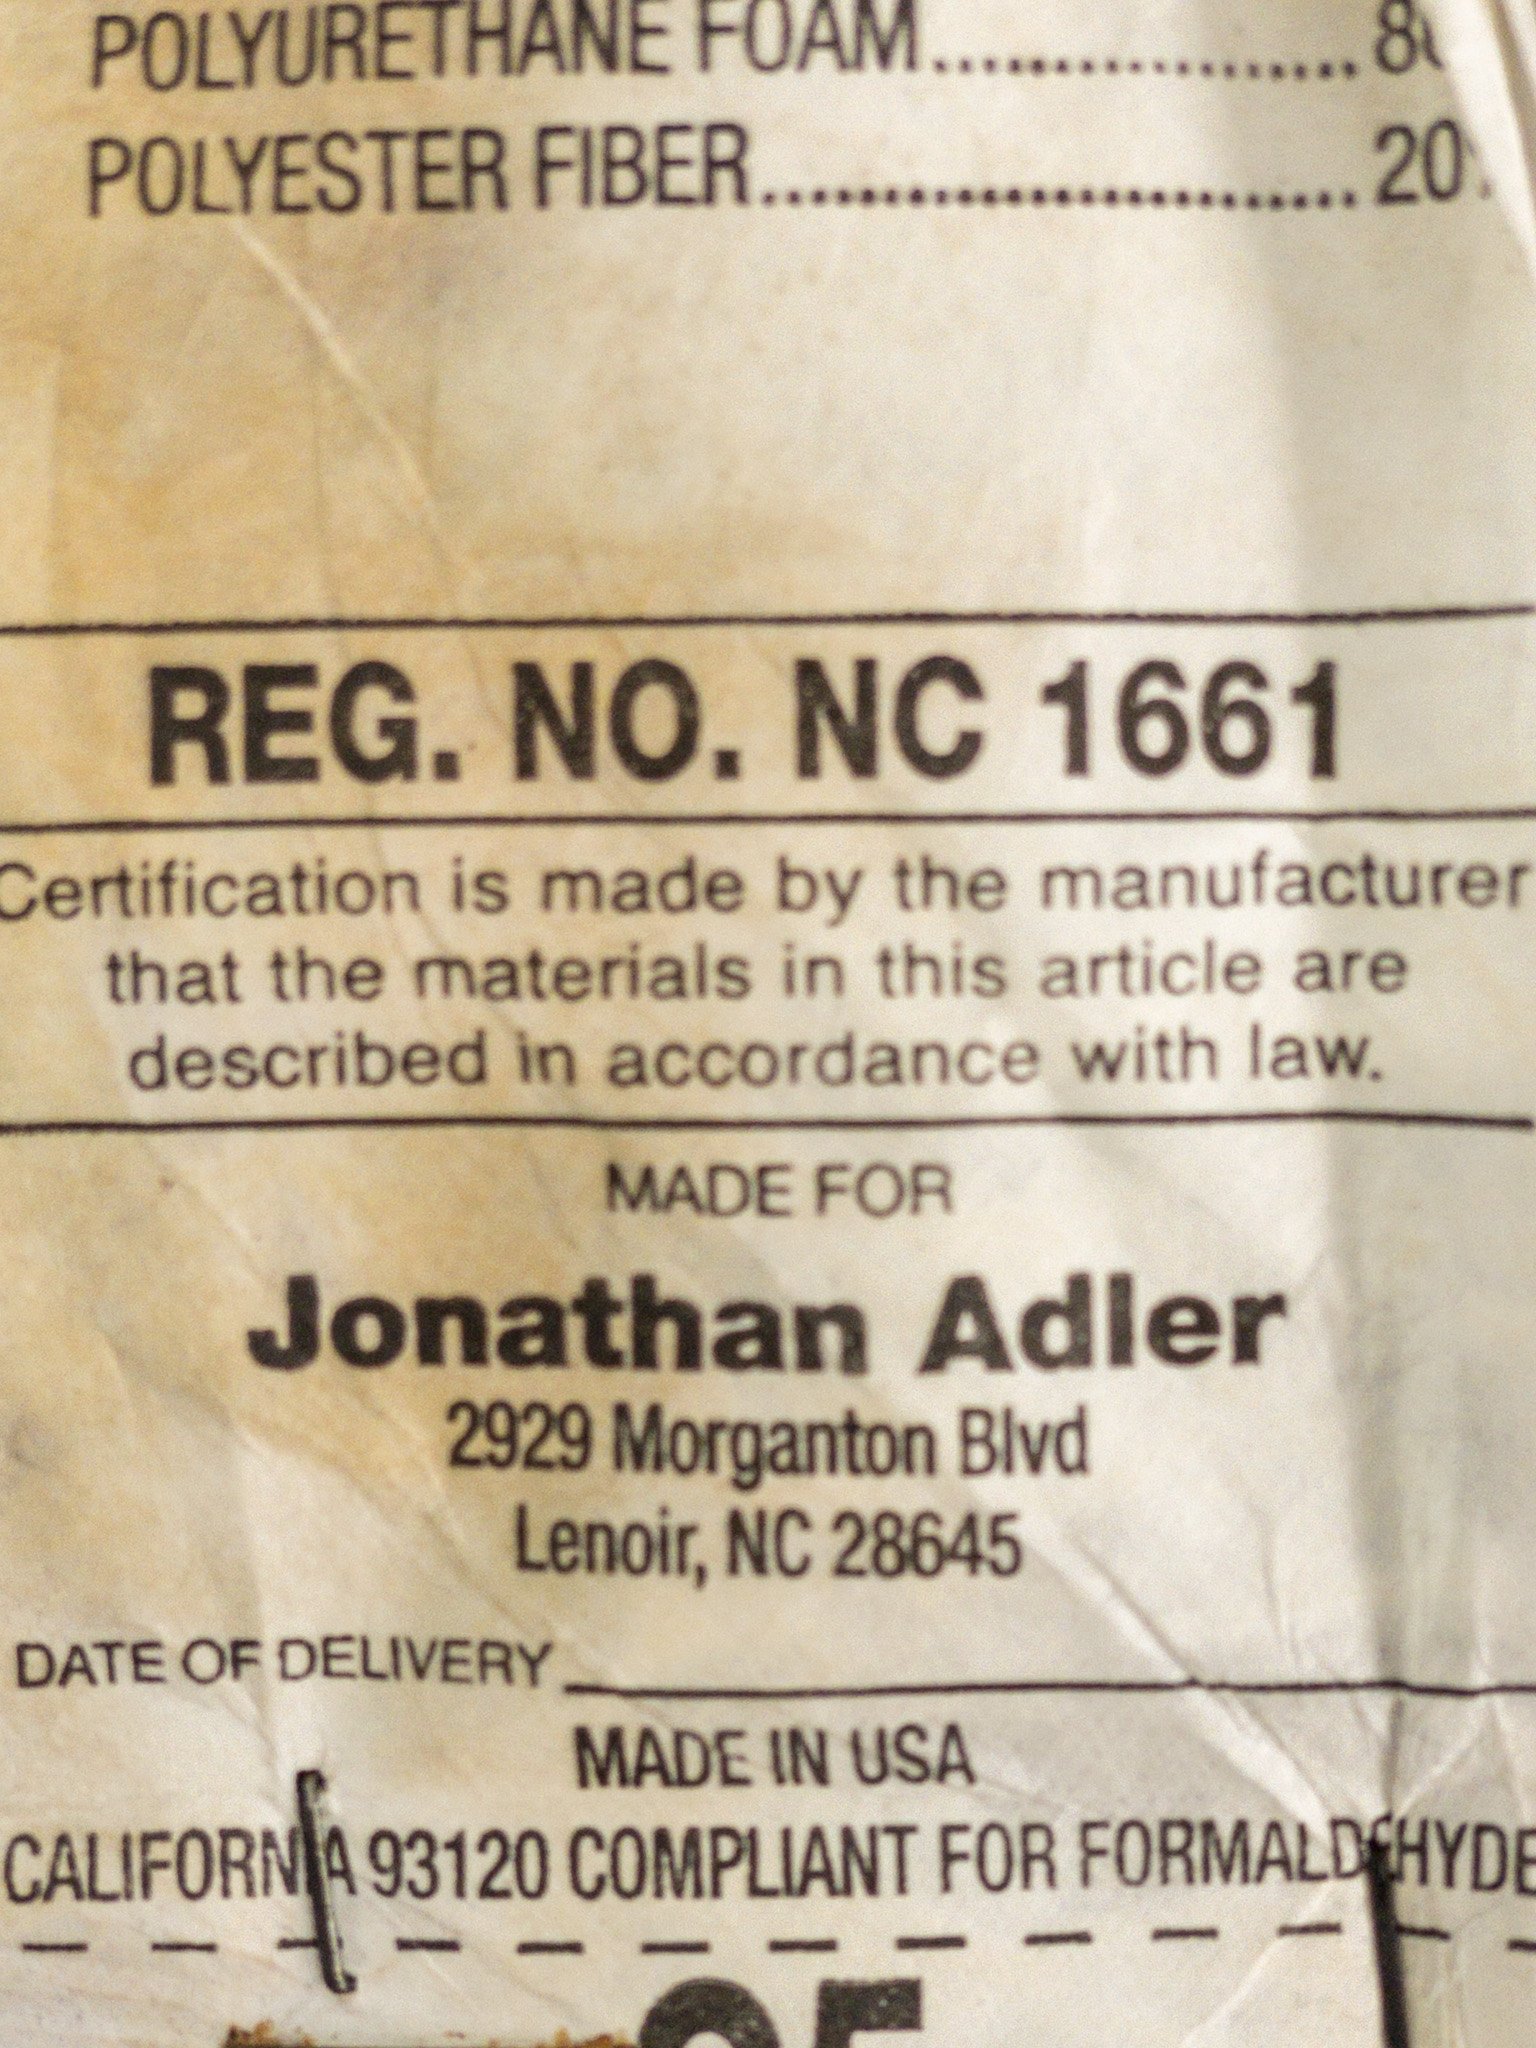 POLYURETHANE FOAM....................8
POLYESTER FIBER..........................20
REG. NO. NC 1661
Certification is made by the manufacturer
that the materials in this article are
described in accordance with law.
MADE FOR
Jonathan Adler
2929 Morganton Blvd
Lenoir, NC 28645
DATE OF DELIVERY
MADE IN USA
CALIFORNIA 93120 COMPLIANT FOR FORMALDEHYDE